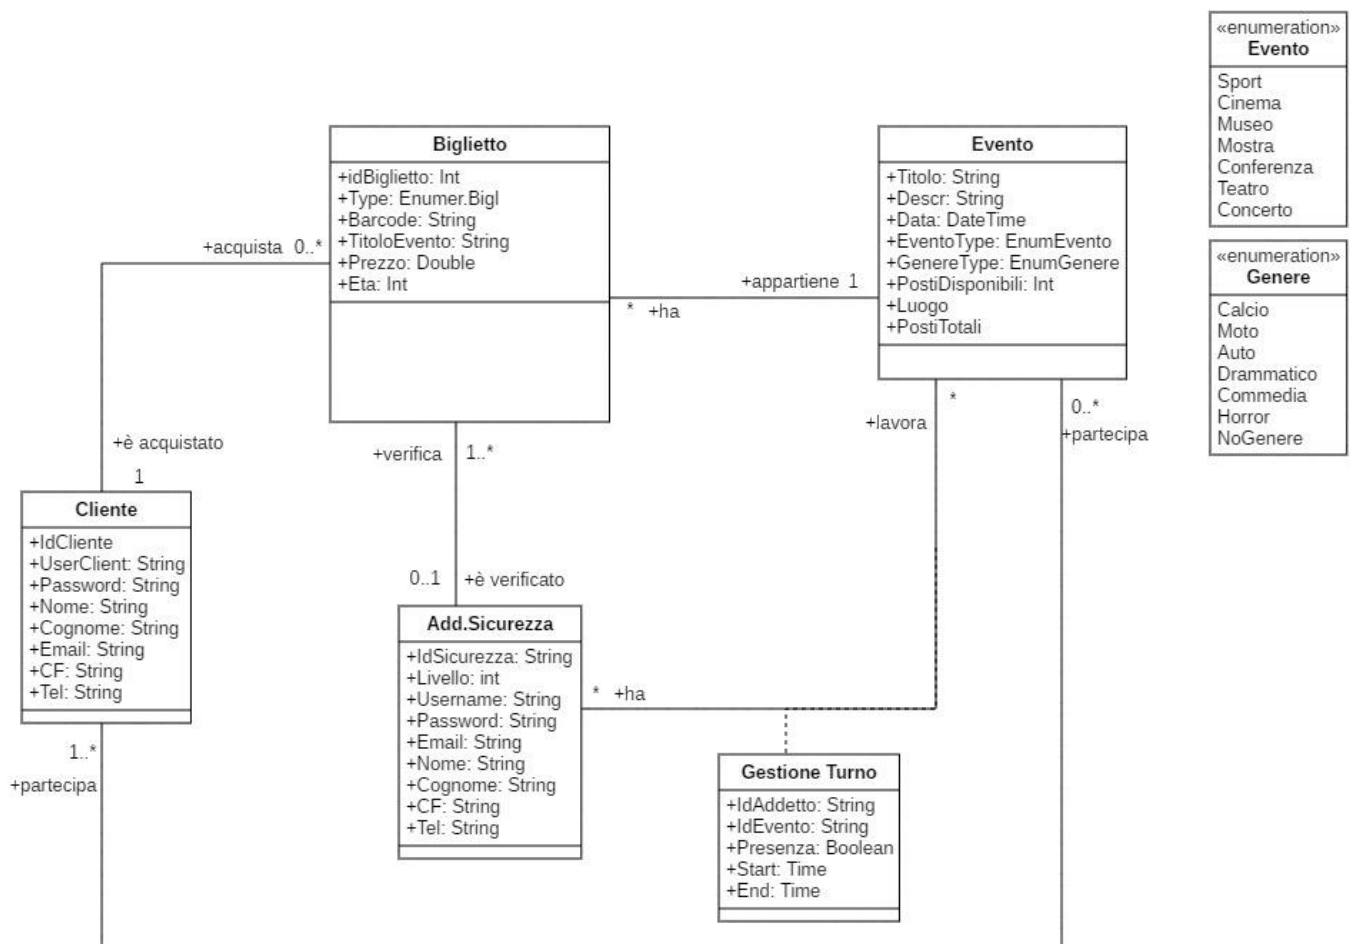 «enumeration»
Evento
Sport
Cinema
Museo
Mostra
Conferenza
Teatro
Concerto
«enumeration»
Genere
Calcio
Moto
Auto
Drammatico
Commedia
Horror
NoGenere
Biglietto
+idBiglietto: Int
+Type: Enumer.Bigl
+Barcode: String
+TitoloEvento: String
+Prezzo: Double
+Eta: Int
Evento
+Titolo: String
+Descr: String
+Data: DateTime
+EventoType: EnumEvento
+GenereType: EnumGenere
+PostiDisponibili: Int
+Luogo
+PostiTotali
+acquista 0..*
+appartiene 1
* +ha
+è acquistato
1
+verifica 1..*
+lavora
*
0..*
+partecipa
Cliente
+IdCliente
+UserClient: String
+Password: String
+Nome: String
+Cognome: String
+Email: String
+CF: String
+Tel: String
0..1 +è verificato
Add.Sicurezza
+IdSicurezza: String
+Livello: int
+Username: String
+Password: String
+Email: String
+Nome: String
+Cognome: String
+CF: String
+Tel: String
* +ha
1..*
+partecipa
Gestione Turno
+IdAddetto: String
+IdEvento: String
+Presenza: Boolean
+Start: Time
+End: Time